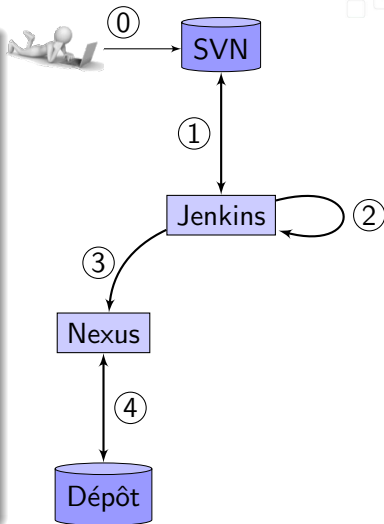 ⓪
SVN
①
Jenkins
②
③
Nexus
④
Dépôt